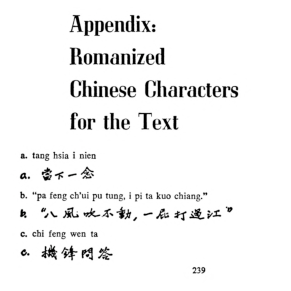 Appendix:
Romanized
Chinese Characters
for the Text
a. tang hsia i nien
a. 當下一念
b. “pa feng ch'ui pu tung, i pi ta kuo chiang.”
b. “八風吹不動，一屁打過江”
c. chi feng wen ta
c. 機鋒問答
239